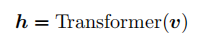 h = Transformer(v)